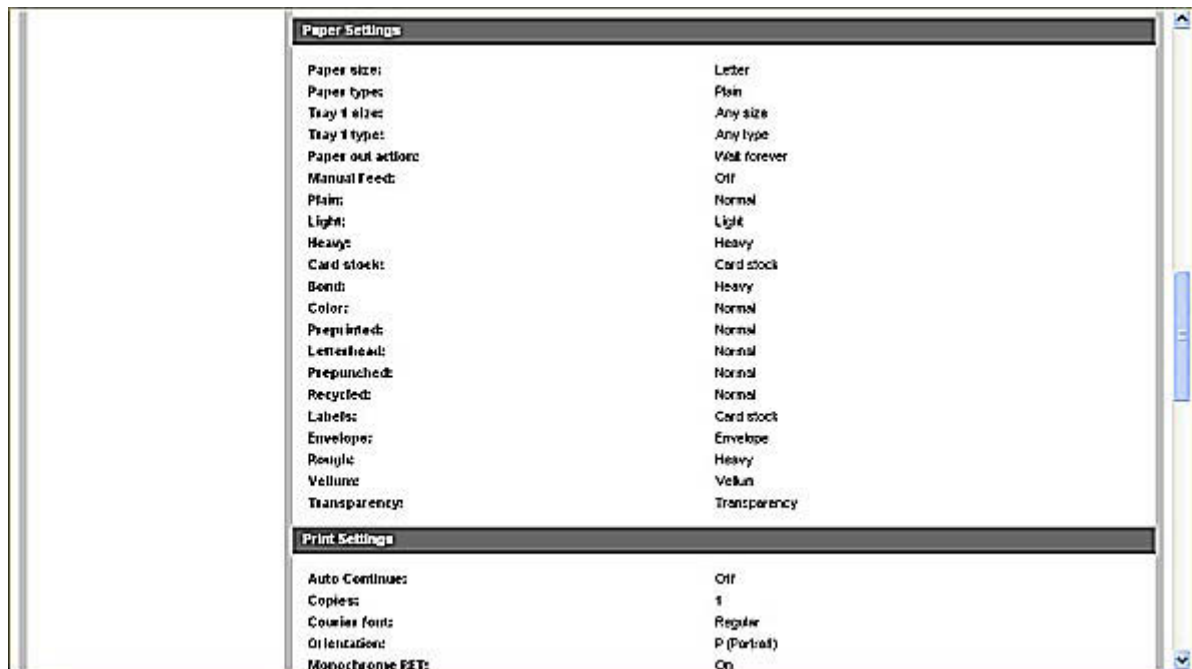 Paper Settings
Paper size: Letter
Paper type: Plain
Tray 1 size: Any size
Tray 1 type: Any type
Paper out action: Wait forever
Manual Feed: Off
Plain: Normal
Light: Light
Heavy: Heavy
Card stock: Card stock
Bond: Heavy
Color: Normal
Preprinted: Normal
Letterhead: Normal
Prepunched: Normal
Recycled: Normal
Labels: Card stock
Envelope: Envelope
Rough: Heavy
Vellum: Vellum
Transparency: Transparency
Print Settings
Auto Continue: Off
Copies: 1
Courier font: Regular
Orientation: P (Portrait)
Monochrome RET: On